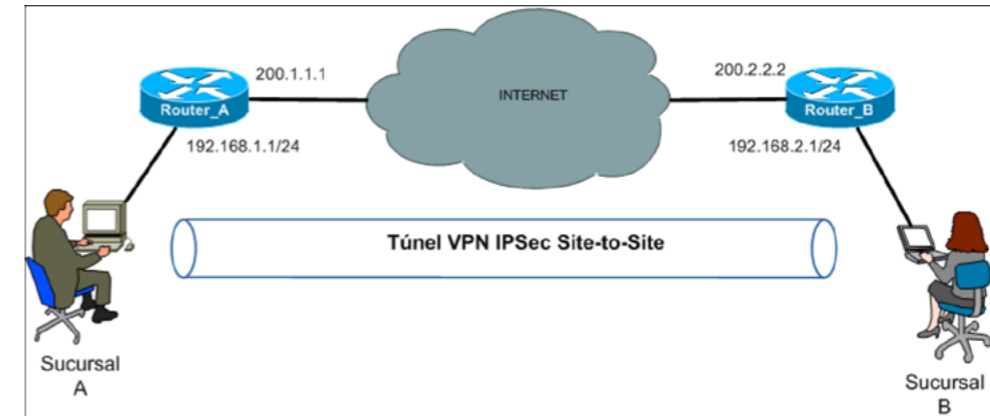 200.1.1.1
INTERNET
200.2.2.2
Router_A
Router_B
192.168.1.1/24
192.168.2.1/24
Túnel VPN IPSec Site-to-Site
Sucursal
A
Sucursal
B